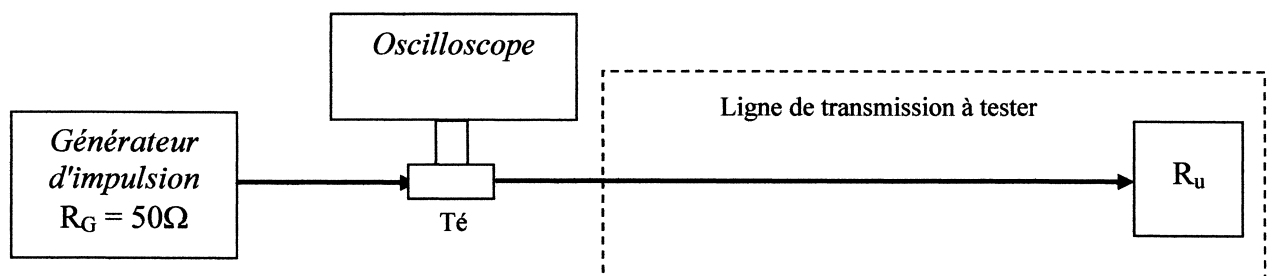 Oscilloscope
Ligne de transmission à tester
Générateur
d'impulsion
R_G = 50Ω
Té
R_u